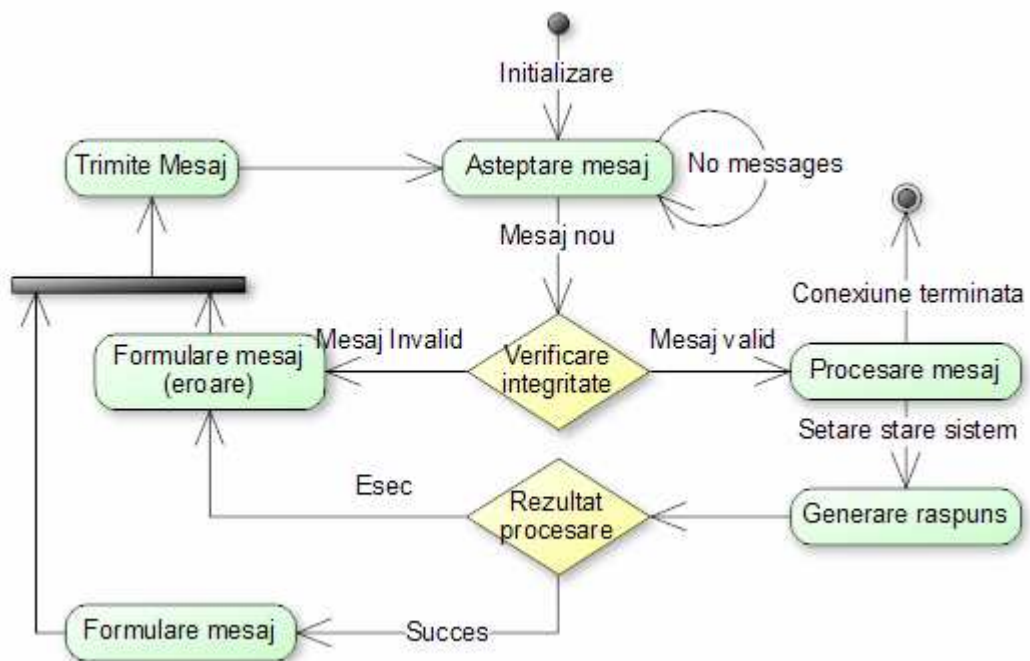 Initializare
Trimite Mesaj
Asteptare mesaj
No messages
Mesaj nou
Conexiune terminata
Mesaj Invalid
Mesaj valid
Formulare mesaj
(eroare)
Verificare
integritate
Procesare mesaj
Setare stare sistem
Esec
Rezultat
procesare
Generare raspuns
Formulare mesaj
Succes